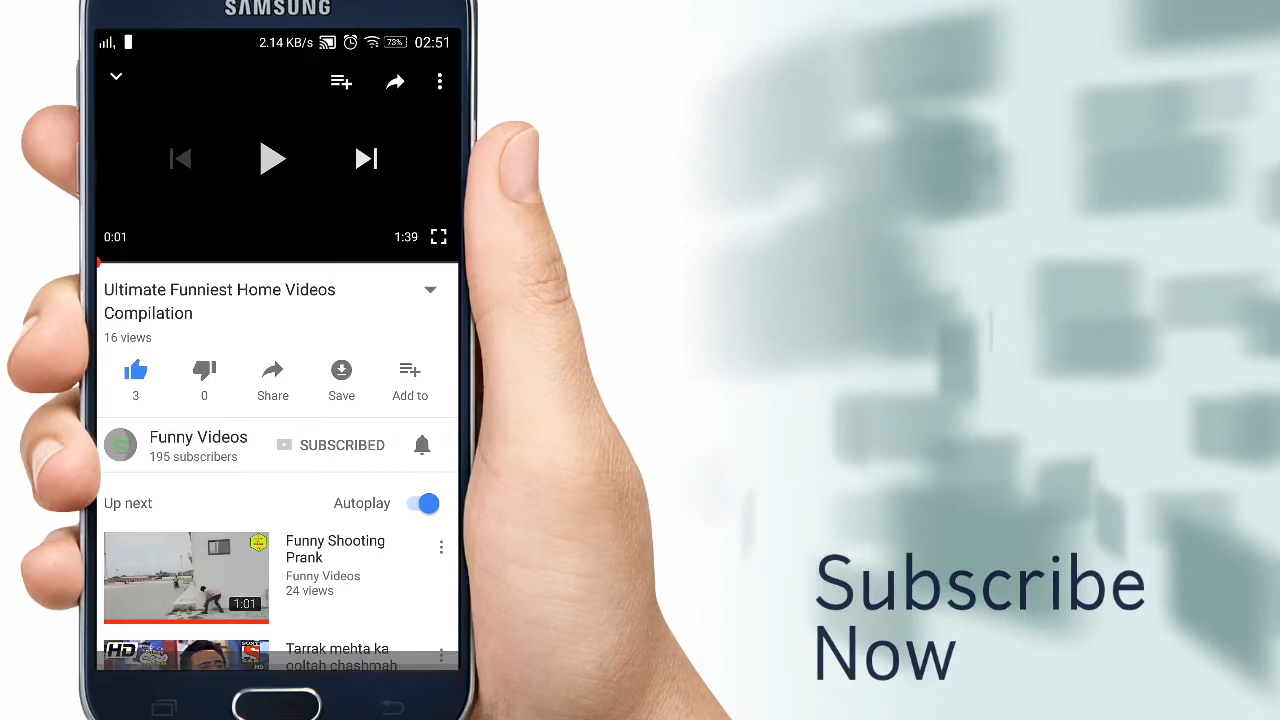 SAMSUNG
2.14 KB/s 73% 02:51
0:01 1:39
Ultimate Funniest Home Videos
Compilation
16 views
3 0 Share Save Add to
Funny Videos
195 subscribers
SUBSCRIBED
Up next Autoplay
Funny Shooting
Prank
Funny Videos
24 views
1:01
HD
Tarrak mehta ka
ooltah chashmah
Subscribe
Now